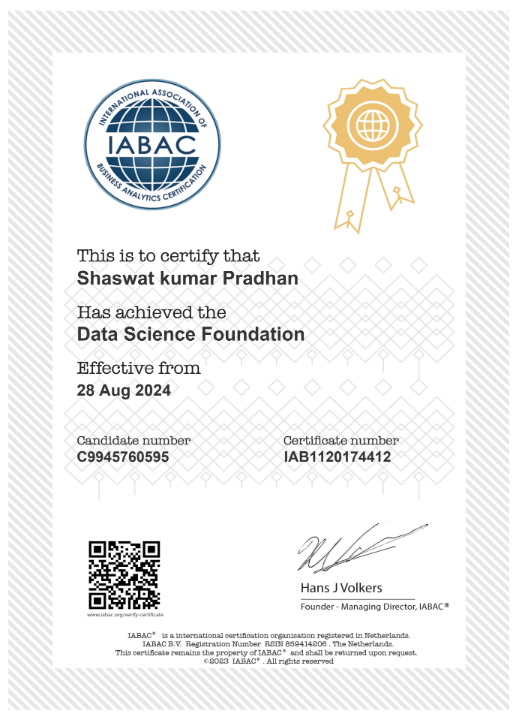 INTERNATIONAL ASSOCIATION OF
IABAC
BUSINESS ANALYTICS CERTIFICATION
This is to certify that
Shaswat kumar Pradhan
Has achieved the
Data Science Foundation
Effective from
28 Aug 2024
Candidate number
C9945760595
Certificate number
IAB1120174412
www.iabac.org/verify-certificate
Hans J Volkers
Founder - Managing Director, IABAC®
IABAC® is a international certification organisation registered in Netherlands.
IABAC B.V. Registration Number RSIN 859414206 . The Netherlands.
This certificate remains the property of IABAC® and shall be returned upon request.
©2023 IABAC® . All rights reserved